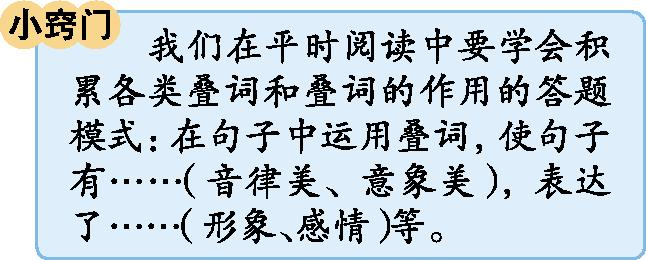 小窍门
我们在平时阅读中要学会积
累各类叠词和叠词的作用的答题
模式：在句子中运用叠词，使句子
有……(音律美、意象美)，表达
了……(形象、感情)等。